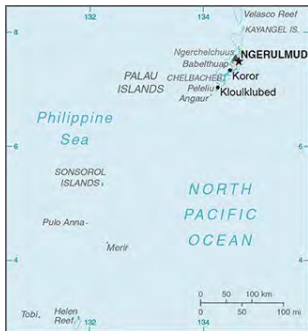 132
134
Velasco Reef
8
KAYANGEL IS.
Ngerchelchuus
NGERULMUD
Babelthuap
PALAU
ISLANDS
CHELBACHEB
Koror
Peleliu
Kloulklubed
Angaur
Philippine
Sea
6
SONSOROL
ISLANDS
NORTH
PACIFIC
OCEAN
Pulo Anna
Merir
4
0 50 100 km
0 50 100 mi
Tobi
Helen
Reef
132
134